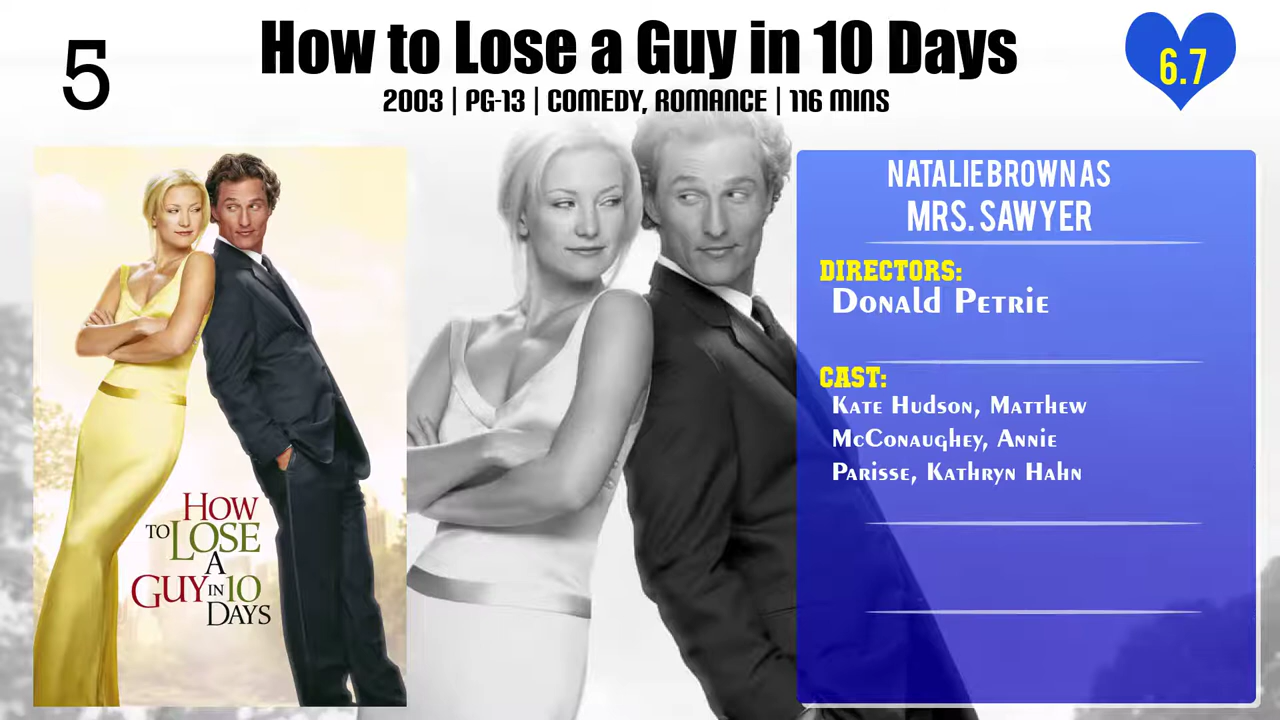 5
How to Lose a Guy in 10 Days
6.7
2003 | PG-13 | COMEDY, ROMANCE | 116 MINS
NATALIE BROWN AS
MRS. SAWYER
DIRECTORS:
Donald Petrie
CAST:
Kate Hudson, Matthew
McConaughey, Annie
Parisse, Kathryn Hahn
HOW
TO LOSE
A
GUY IN 10
DAYS